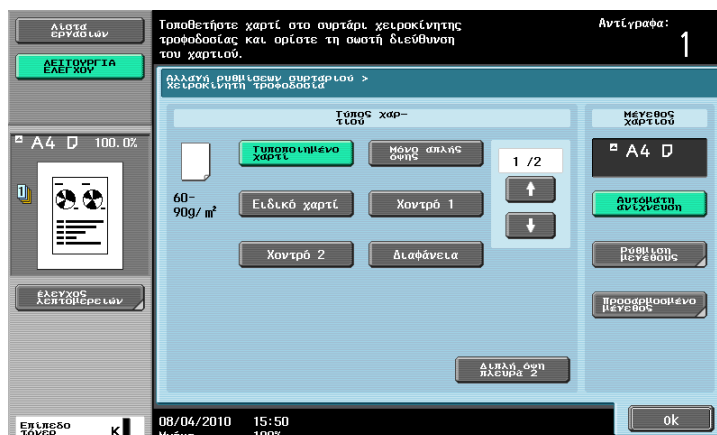 Λίστα
εργασιών
ΛΕΙΤΟΥΡΓΙΑ
ΕΛΕΓΧΟΥ
Τοποθετήστε χαρτί στο συρτάρι χειροκίνητης
τροφοδοσίας και ορίστε τη σωστή διεύθυνση
του χαρτιού.
Αντίγραφα:
1
Αλλαγή ρυθμίσεων συρταριού >
Χειροκίνητη τροφοδοσία
Τύπος χαρ-
τιού
Μέγεθος
χαρτιού
A4 100.0%
1
Τυποποιημένο
χαρτί
Μόνο απλής
όψης
1 /2
A4
60-
90g/ m²
Ειδικό χαρτί
Χοντρό 1
Αυτόματη
ανίχνευση
Χοντρό 2
Διαφάνεια
Ρύθμιση
μεγέθους
έλεγχος
λεπτομερειών
Προσαρμοσμένο
μέγεθος
Διπλή όψη
πλευρά 2
Επίπεδο
τόνερ K
08/04/2010 15:50
Μνήμη 100%
ok